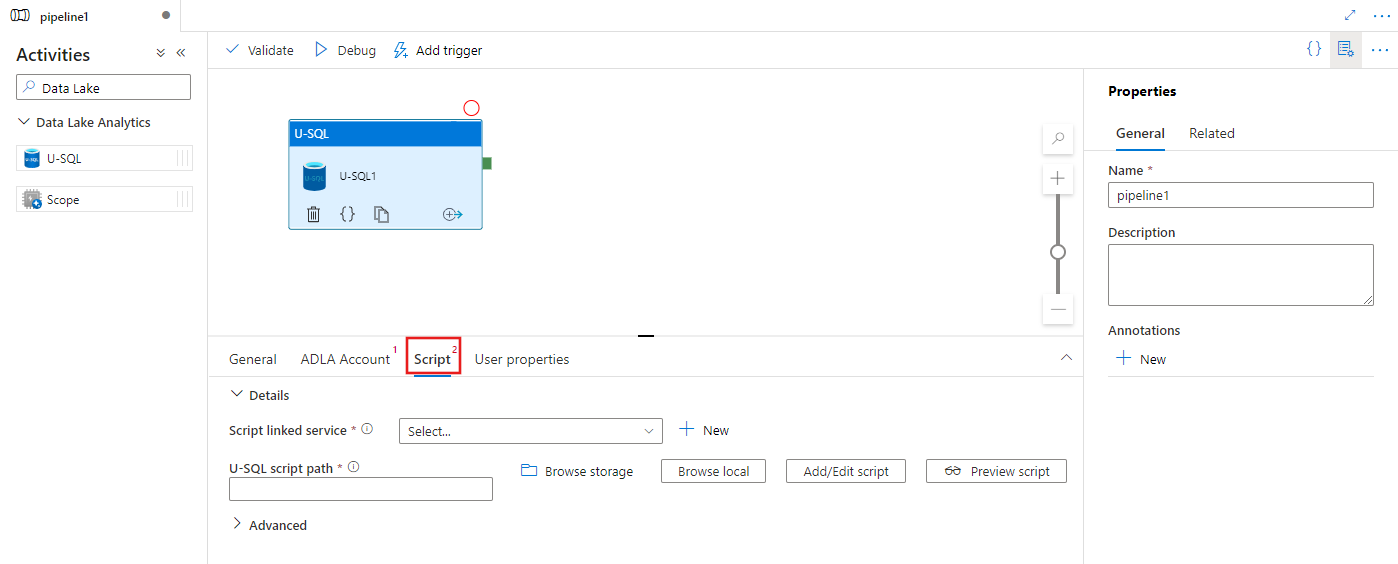 pipeline1
Activities
Data Lake
Data Lake Analytics
U-SQL
Scope
Validate
Debug
Add trigger
U-SQL
U-SQL
U-SQL1
General
ADLA Account 1
Script 2
User properties
Details
Script linked service *
Select...
New
U-SQL script path *
Browse storage
Browse local
Add/Edit script
Preview script
Advanced
Properties
General
Related
Name *
pipeline1
Description
Annotations
New